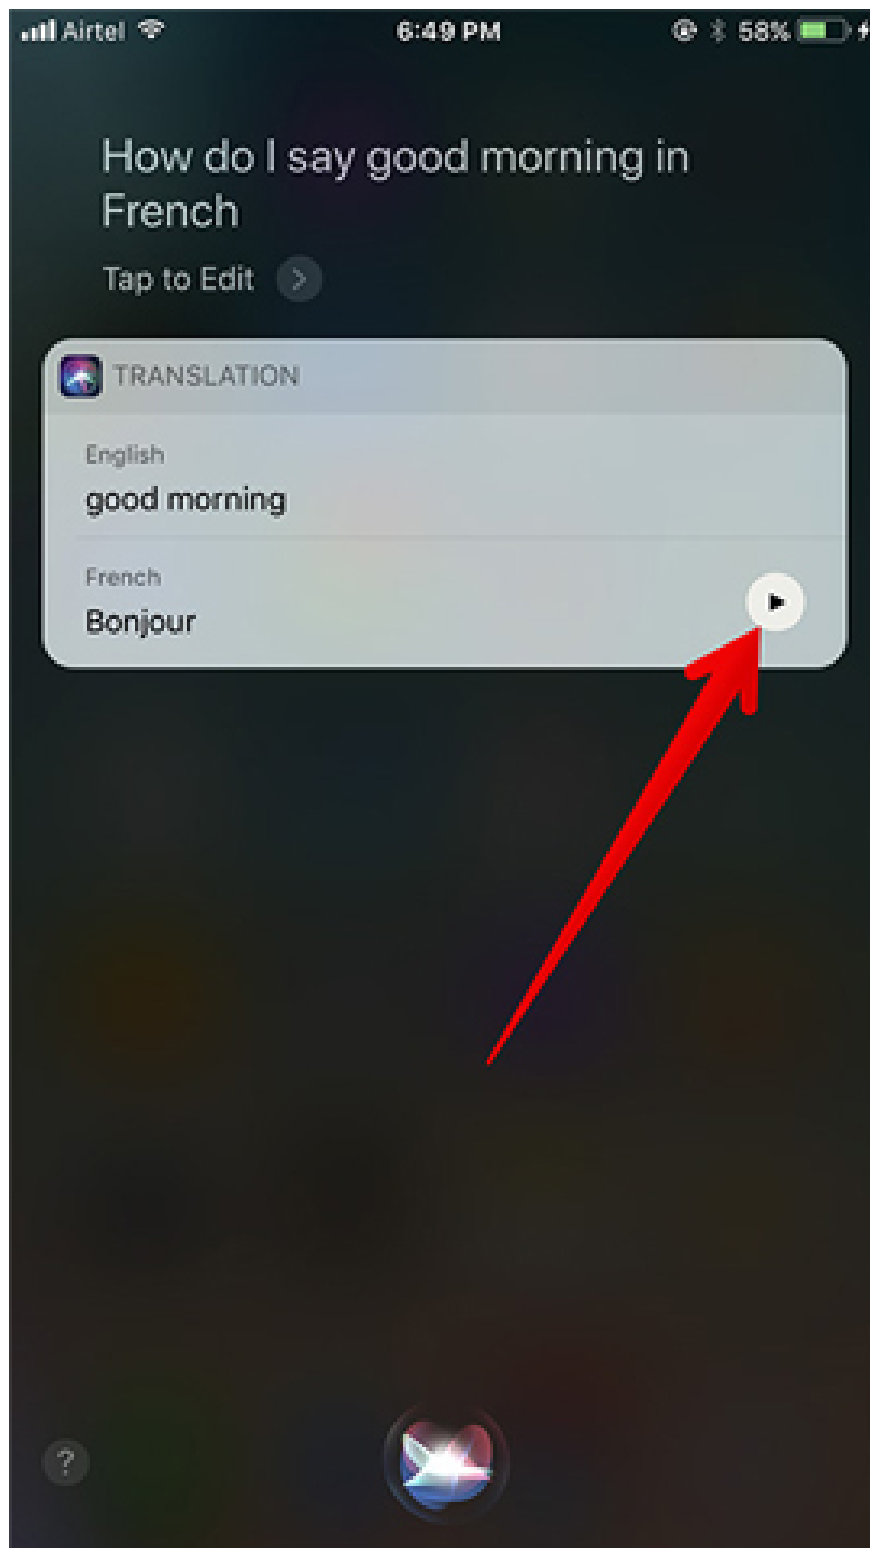 Airtel 6:49 PM 58%
How do I say good morning in
French
Tap to Edit
TRANSLATION
English
good morning
French
Bonjour
?